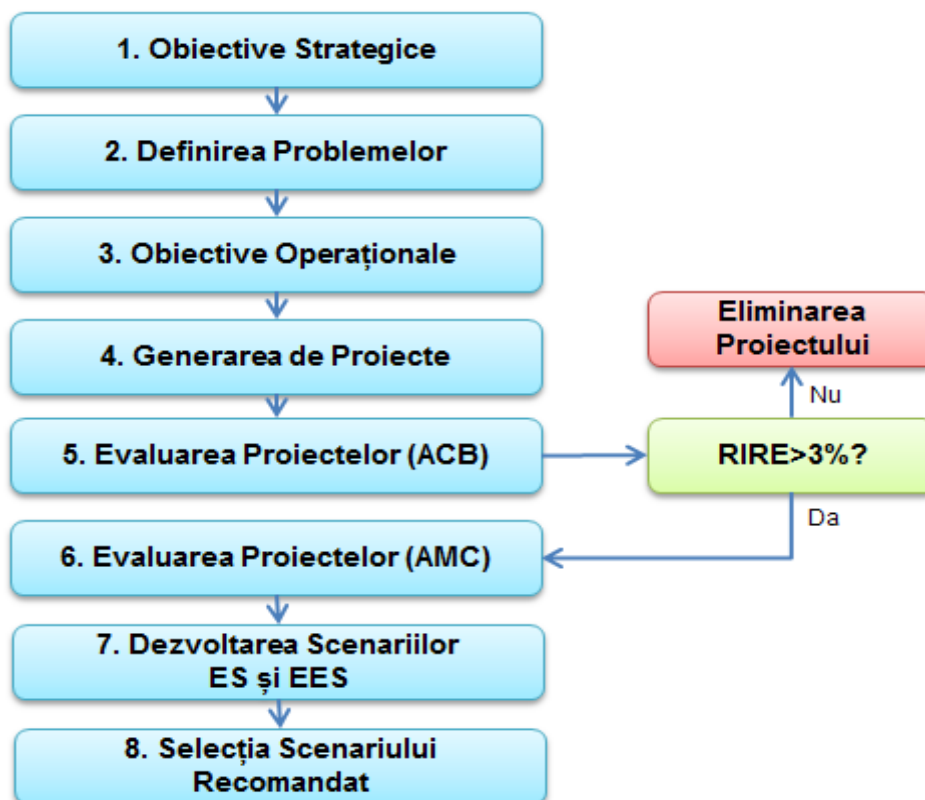 1. Obiective Strategice
2. Definirea Problemelor
3. Obiective Operaționale
4. Generarea de Proiecte
Eliminarea
Proiectului
Nu
5. Evaluarea Proiectelor (ACB)
RIRE>3%?
Da
6. Evaluarea Proiectelor (AMC)
7. Dezvoltarea Scenariilor
ES și EES
8. Selecția Scenariului
Recomandat